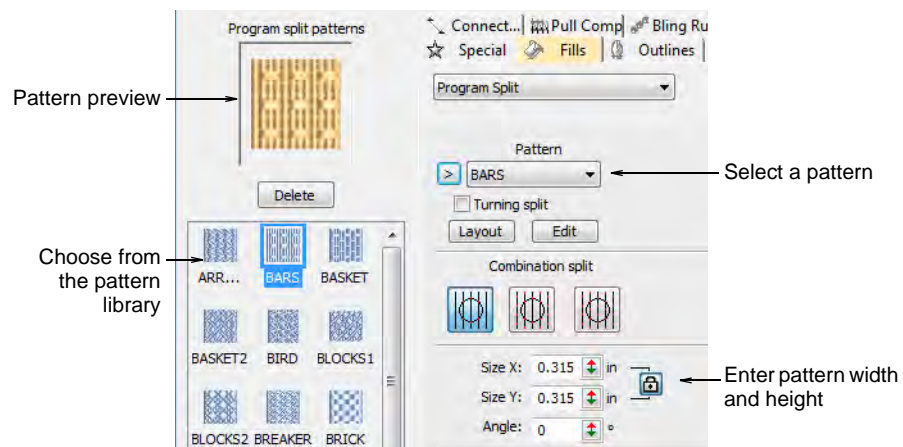 Program split patterns
Pattern preview
Delete
Choose from
the pattern
library
ARR...
BARS
BASKET
BASKET2
BIRD
BLOCKS1
BLOCKS2
BREAKER
BRICK
Connect...
Pull Comp
Bling Ru
Special
Fills
Outlines
Program Split
Pattern
>
BARS
Select a pattern
Turning split
Layout
Edit
Combination split
Size X: 0.315 in
Size Y: 0.315 in
Angle: 0 °
Enter pattern width
and height